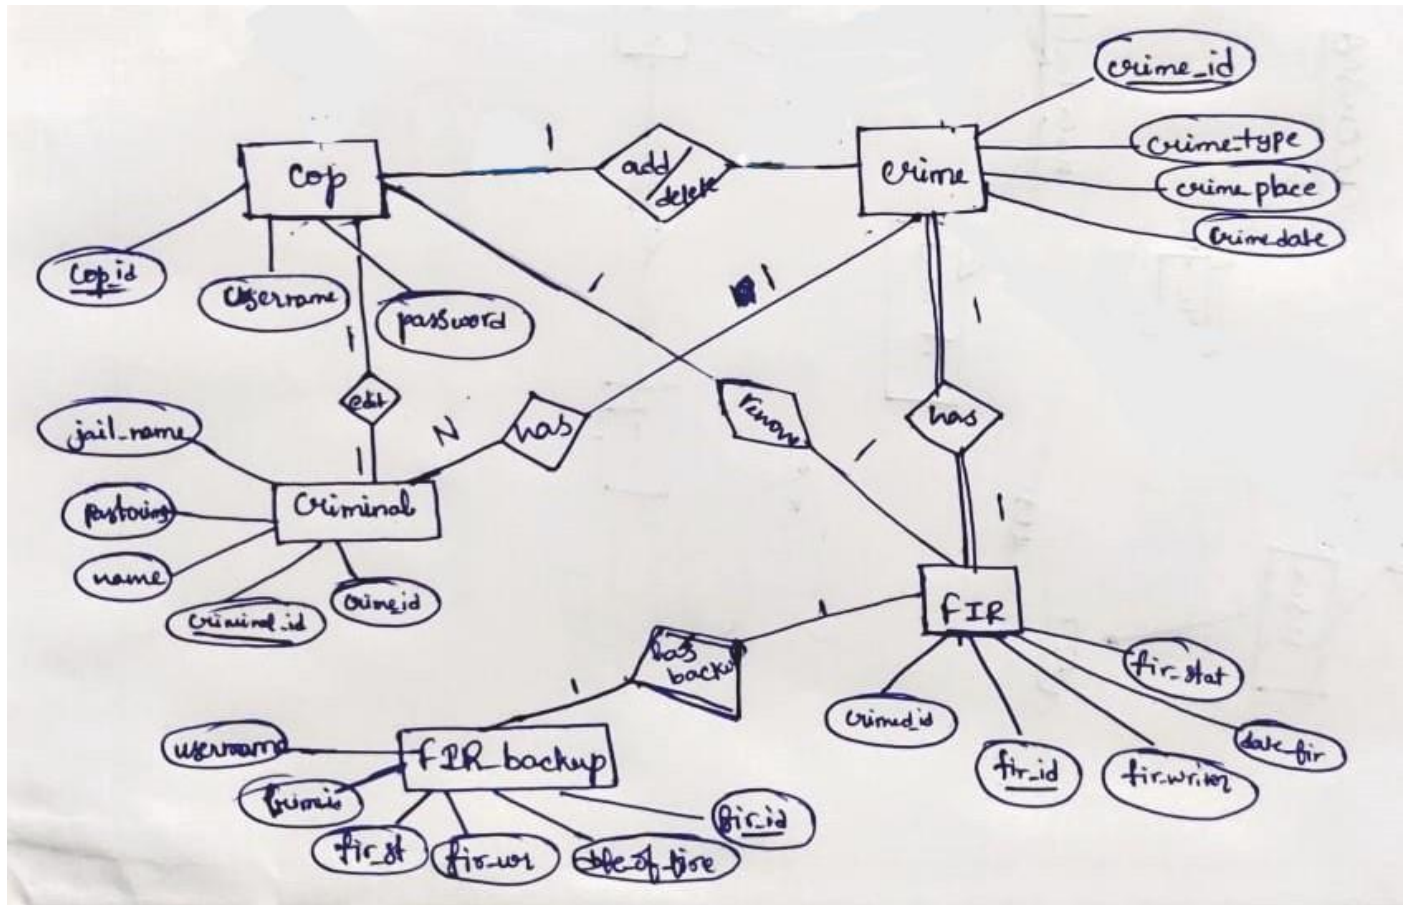 crime_id
1
Cop
add/
delete
crime
crime_type
crime_place
crime_date
cop_id
username
password
1
1
1
1
edit
jail_name
N
has
has
1
Criminal
1
1
name
criminal_id
crime_id
FIR
1
has
backup
1
fir_stat
crimed_id
date_fir
fir_id
fir_writer
username
FIR_backup
fir_id
fir_st
fir_wr